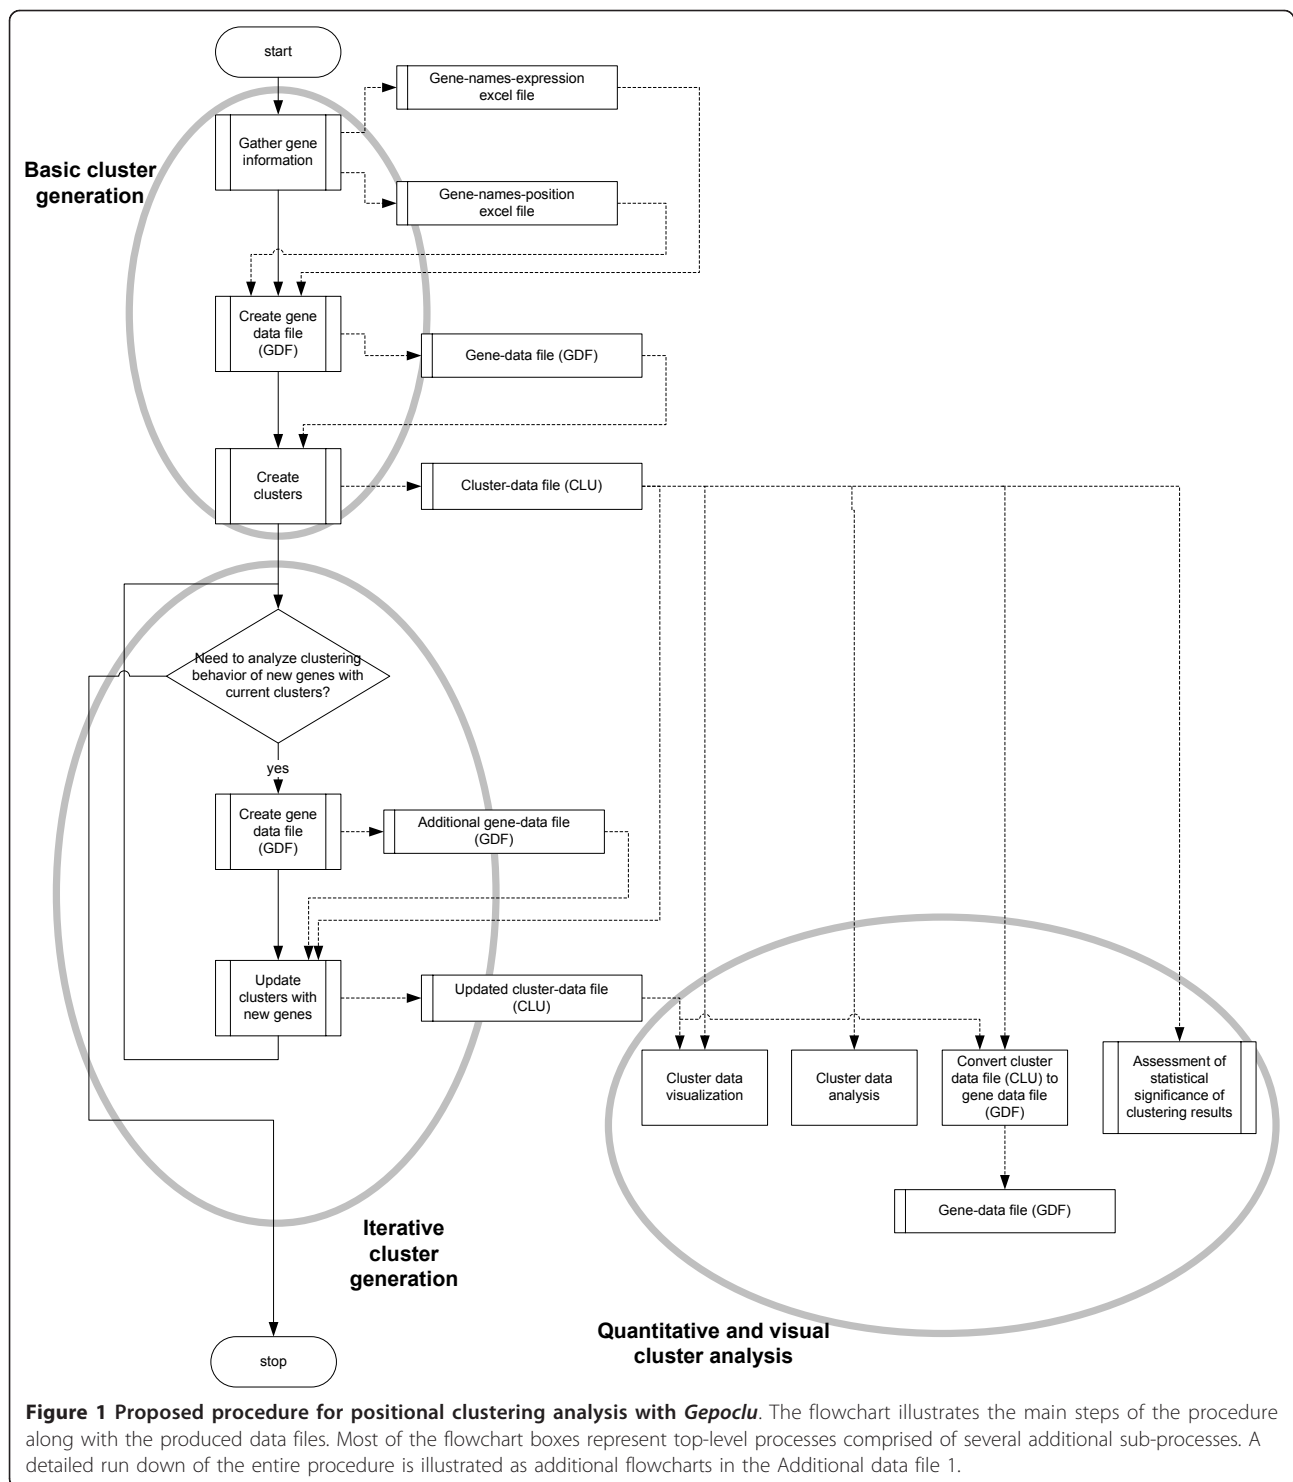 start
Gene-names-expression
excel file
Gather gene
information
Basic cluster
generation
Gene-names-position
excel file
Create gene
data file
(GDF)
Gene-data file (GDF)
Create
clusters
Cluster-data file (CLU)
Need to analyze clustering
behavior of new genes with
current clusters?
yes
Create gene
data file
(GDF)
Additional gene-data file
(GDF)
Update
clusters with
new genes
Updated cluster-data file
(CLU)
Cluster data
visualization
Cluster data
analysis
Convert cluster
data file (CLU) to
gene data file
(GDF)
Assessment of
statistical
significance of
clustering results
Gene-data file (GDF)
Iterative
cluster
generation
Quantitative and visual
cluster analysis
stop
Figure 1 Proposed procedure for positional clustering analysis with Gepoclu. The flowchart illustrates the main steps of the procedure
along with the produced data files. Most of the flowchart boxes represent top-level processes comprised of several additional sub-processes. A
detailed run down of the entire procedure is illustrated as additional flowcharts in the Additional data file 1.